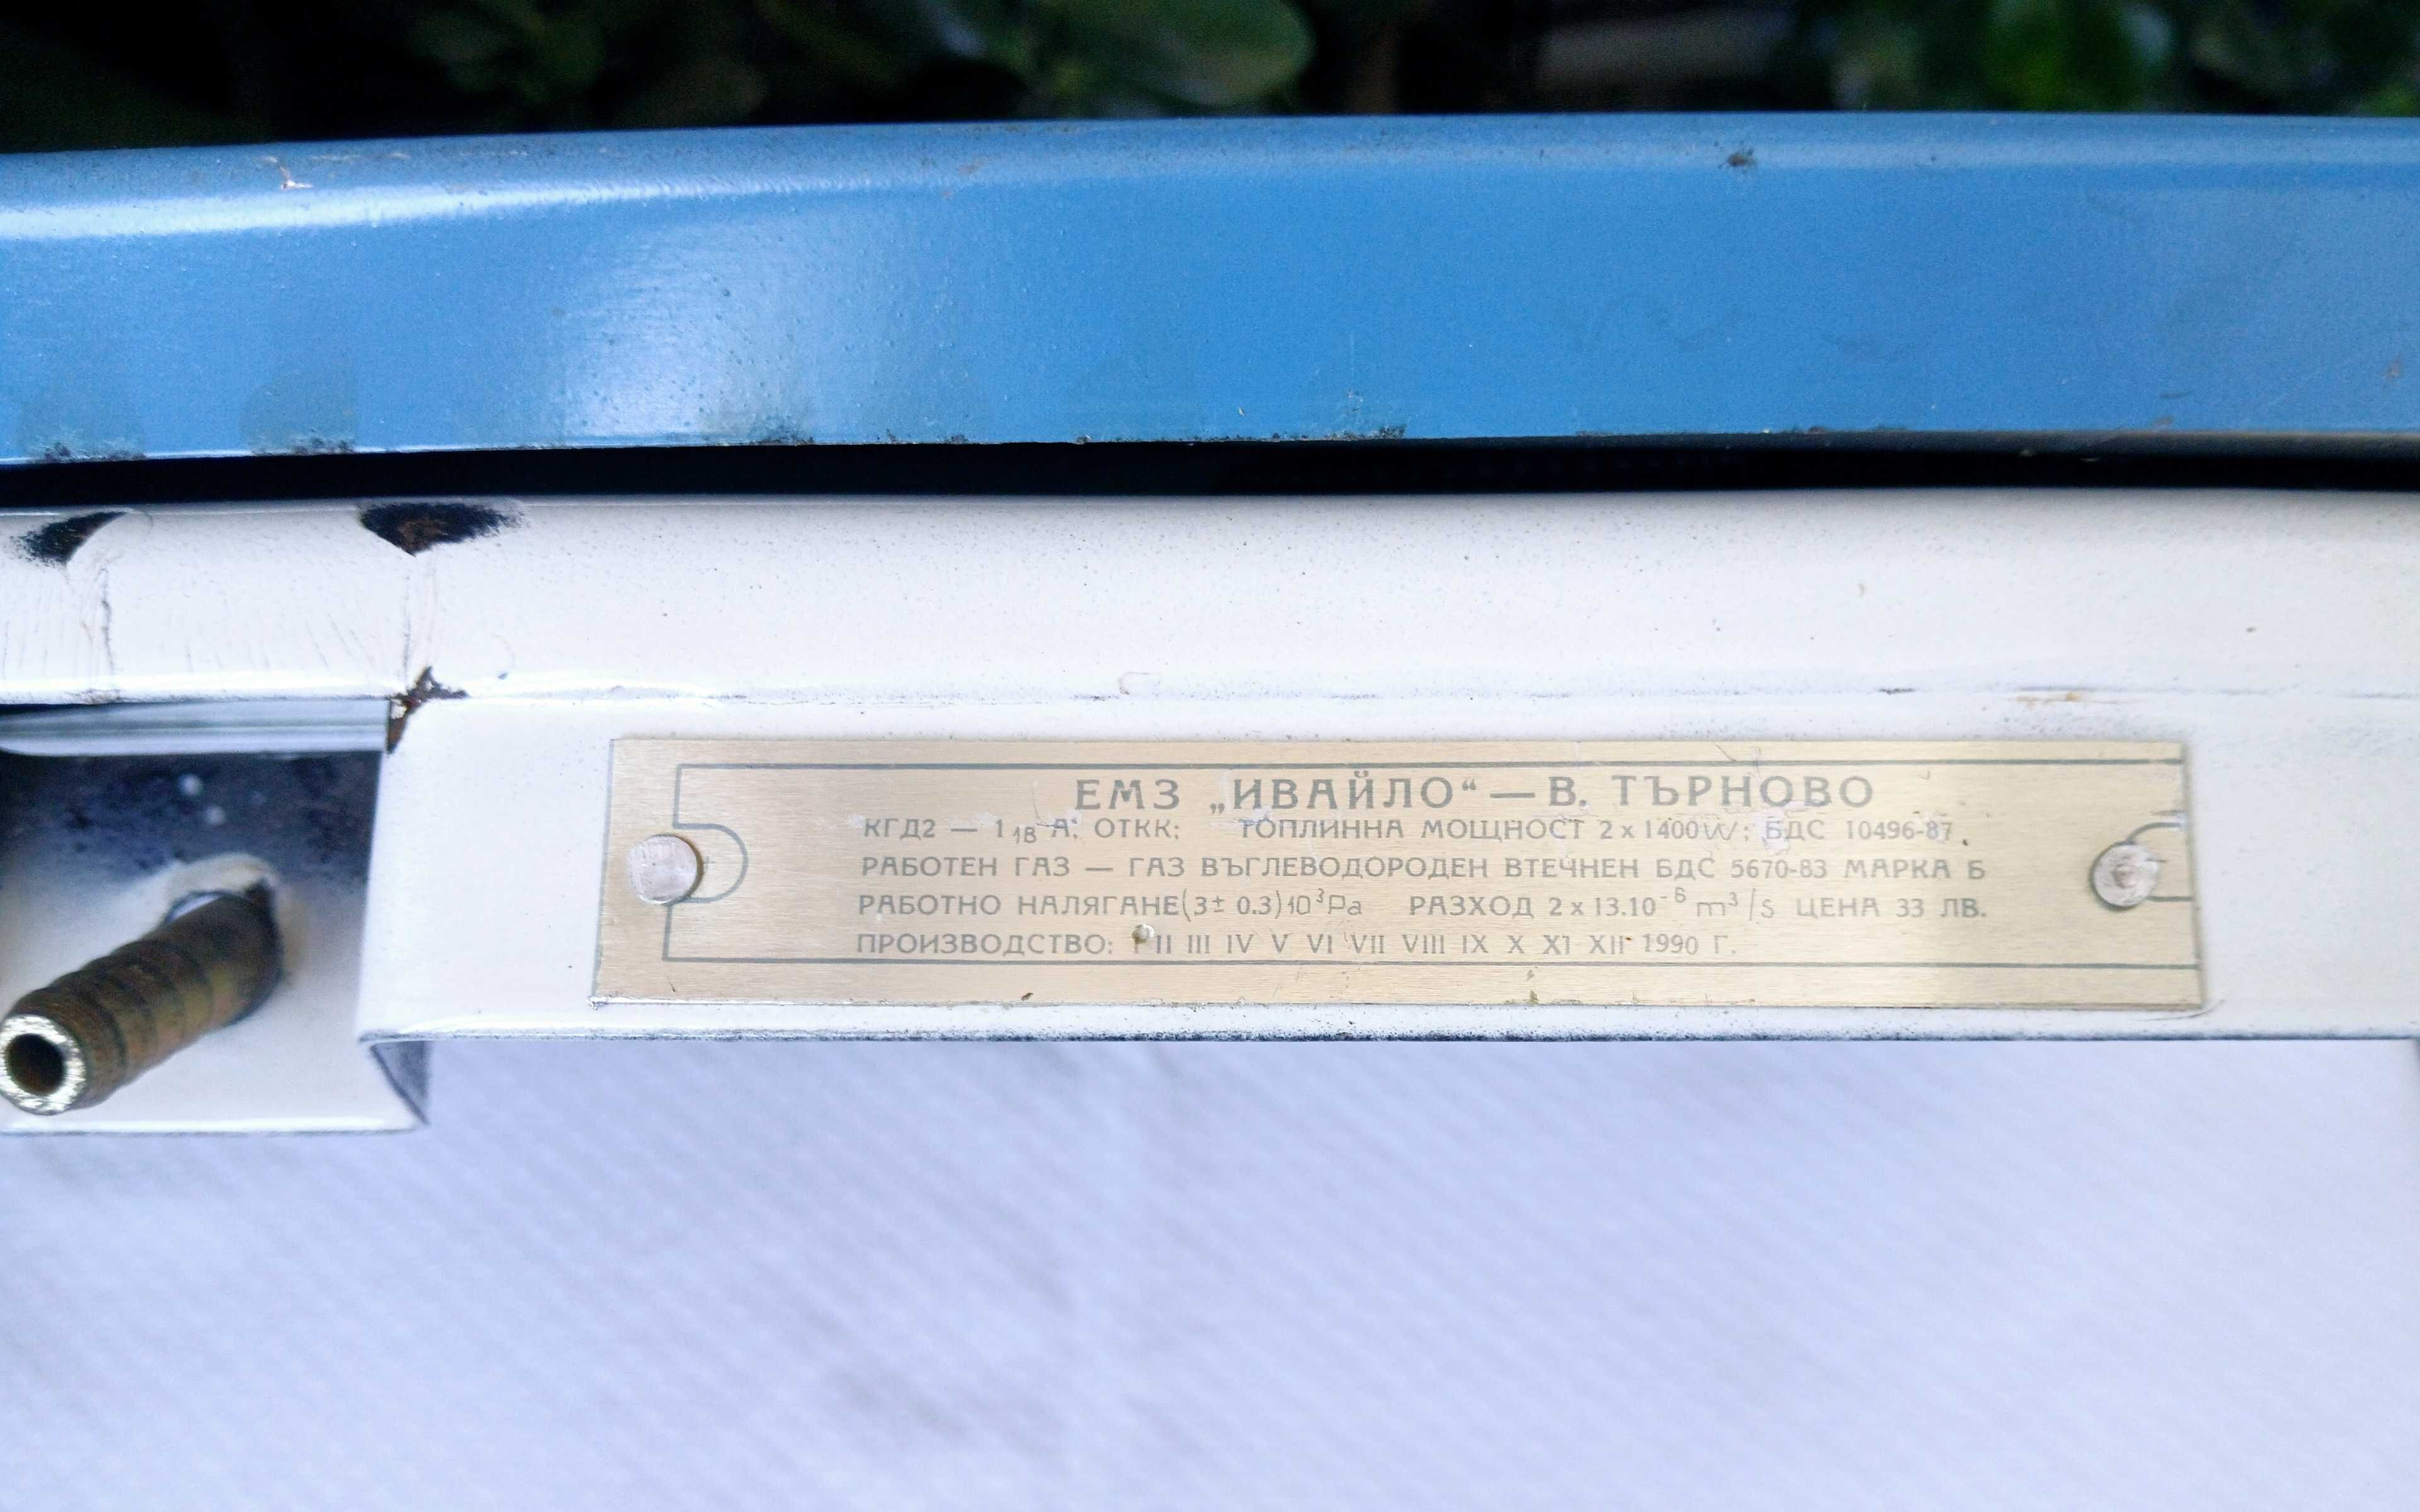 ЕМЗ „ИВАЙЛО“ — В. ТЪРНОВО
КГД2 — 1₁₈ А; ОТКК; ТОПЛИННА МОЩНОСТ 2 x 1400W; БДС 10496-87.
РАБОТЕН ГАЗ — ГАЗ ВЪГЛЕВОДОРОДЕН ВТЕЧНЕН БДС 5670-83 МАРКА Б
РАБОТНО НАЛЯГАНЕ(3± 0.3)10³Pa РАЗХОД 2 x 13.10⁻⁶ m³/s ЦЕНА 33 ЛВ.
ПРОИЗВОДСТВО: I II III IV V VI VII VIII IX X XI XII 1990 Г.